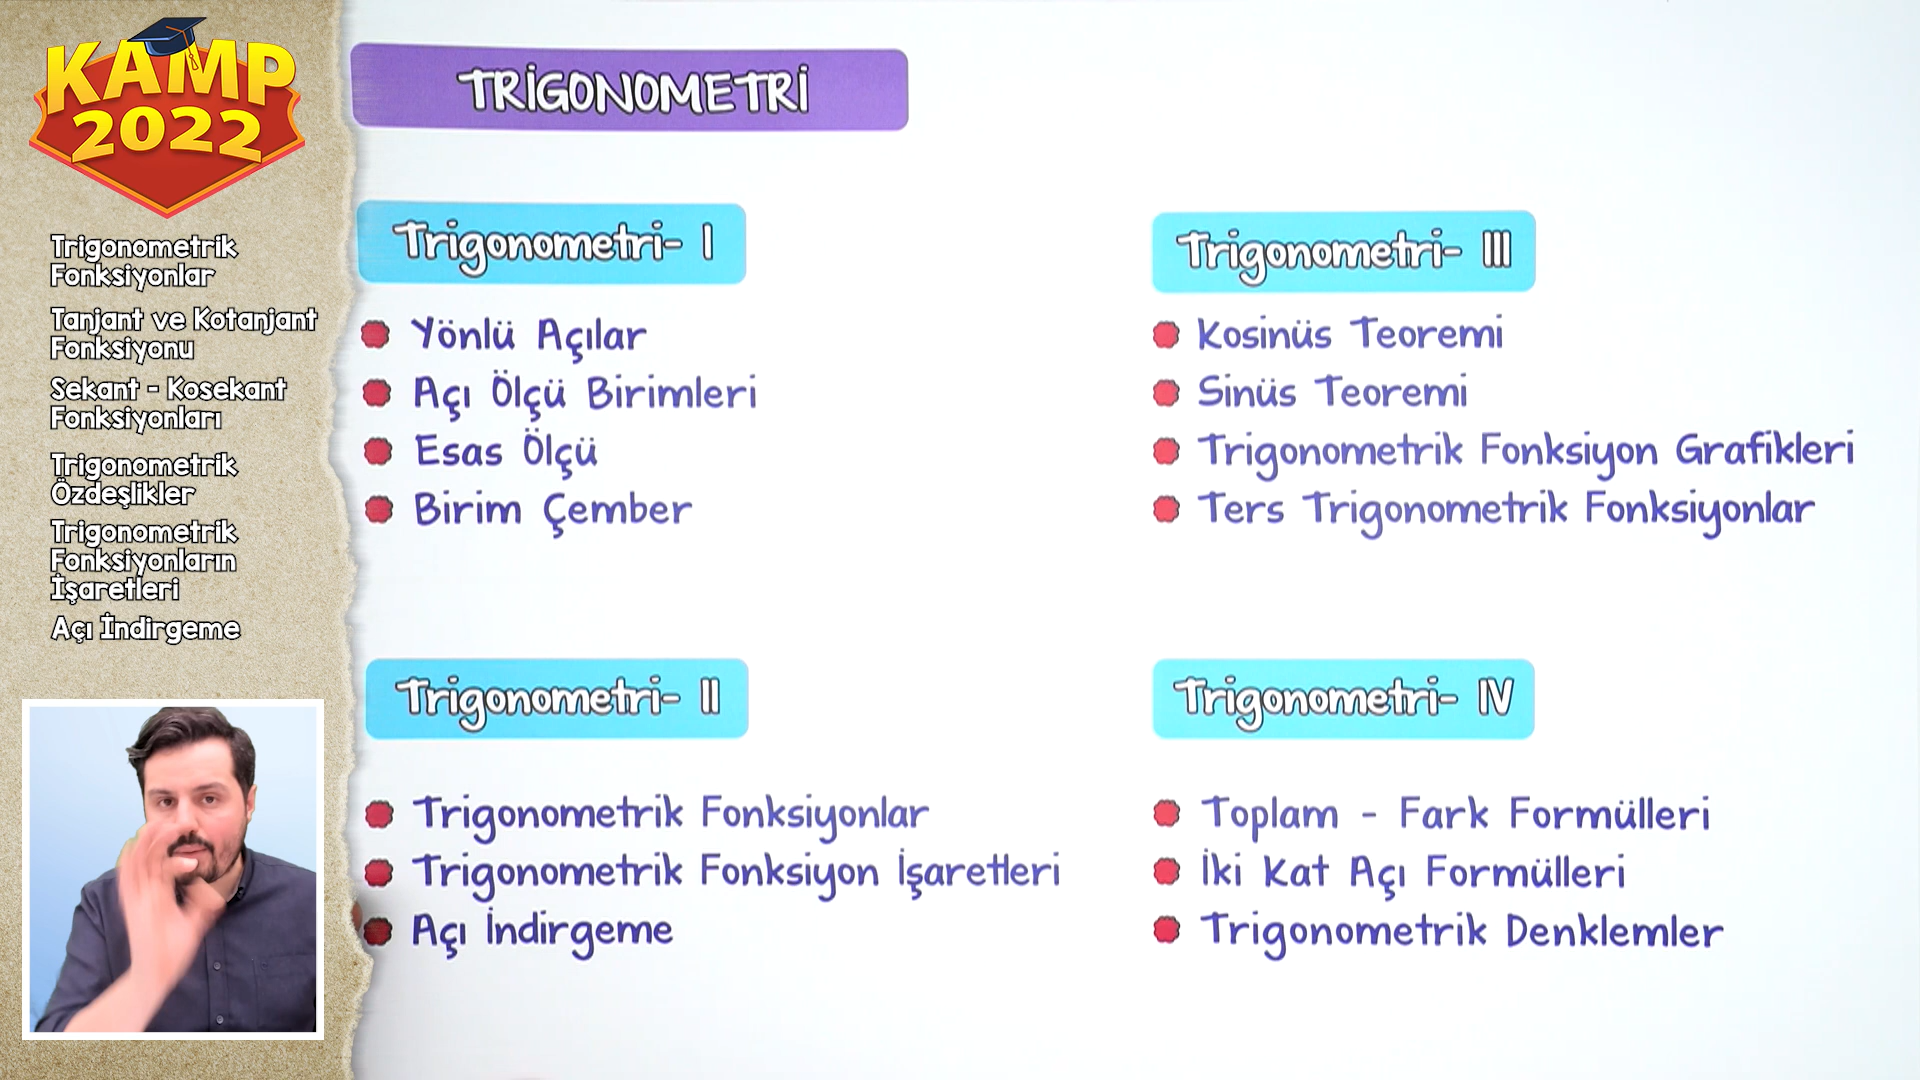 KAMP
2022
Trigonometrik
Fonksiyonlar
Tanjant ve Kotanjant
Fonksiyonu
Sekant - Kosekant
Fonksiyonları
Trigonometrik
Özdeşlikler
Trigonometrik
Fonksiyonların
İşaretleri
Açı İndirgeme
TRİGONOMETRİ
Trigonometri- I
Yönlü Açılar
Açı Ölçü Birimleri
Esas Ölçü
Birim Çember
Trigonometri- II
Trigonometrik Fonksiyonlar
Trigonometrik Fonksiyon İşaretleri
Açı İndirgeme
Trigonometri- III
Kosinüs Teoremi
Sinüs Teoremi
Trigonometrik Fonksiyon Grafikleri
Ters Trigonometrik Fonksiyonlar
Trigonometri- IV
Toplam - Fark Formülleri
İki Kat Açı Formülleri
Trigonometrik Denklemler